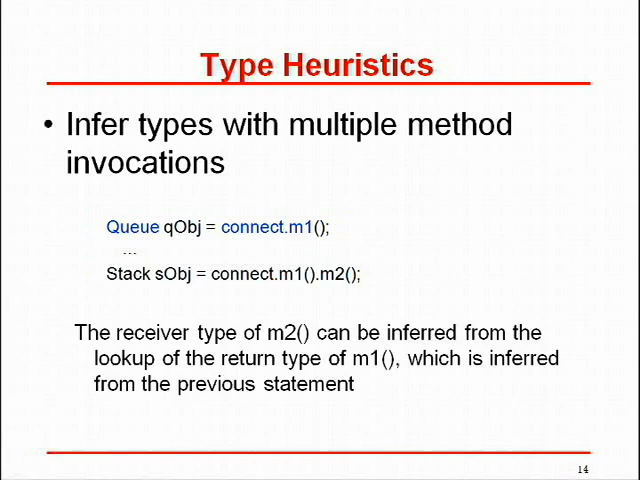 Type Heuristics
• Infer types with multiple method
invocations
Queue qObj = connect.m1();
...
Stack sObj = connect.m1().m2();
The receiver type of m2() can be inferred from the
lookup of the return type of m1(), which is inferred
from the previous statement
14